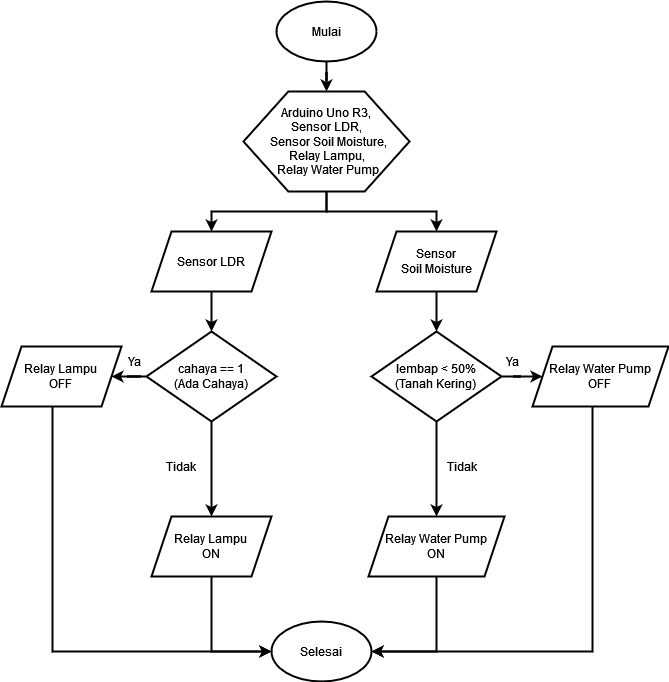 Mulai
Arduino Uno R3,
Sensor LDR,
Sensor Soil Moisture,
Relay Lampu,
Relay Water Pump
Sensor LDR
Sensor
Soil Moisture
Relay Lampu
OFF
Ya
cahaya == 1
(Ada Cahaya)
lembap < 50%
(Tanah Kering)
Ya
Relay Water Pump
OFF
Tidak
Tidak
Relay Lampu
ON
Relay Water Pump
ON
Selesai